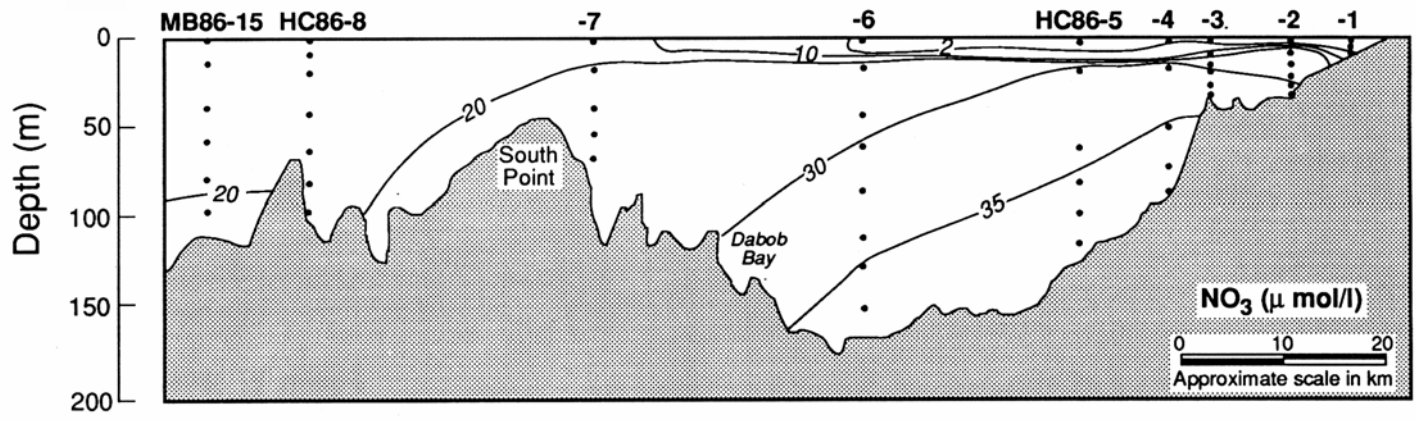 MB86-15 HC86-8 -7 -6 HC86-5 -4 -3. -2 -1
0
50
100
150
200
Depth (m)
10
2
20
20
30
35
South
Point
Dabob
Bay
NO3 (µ mol/l)
0 10 20
Approximate scale in km